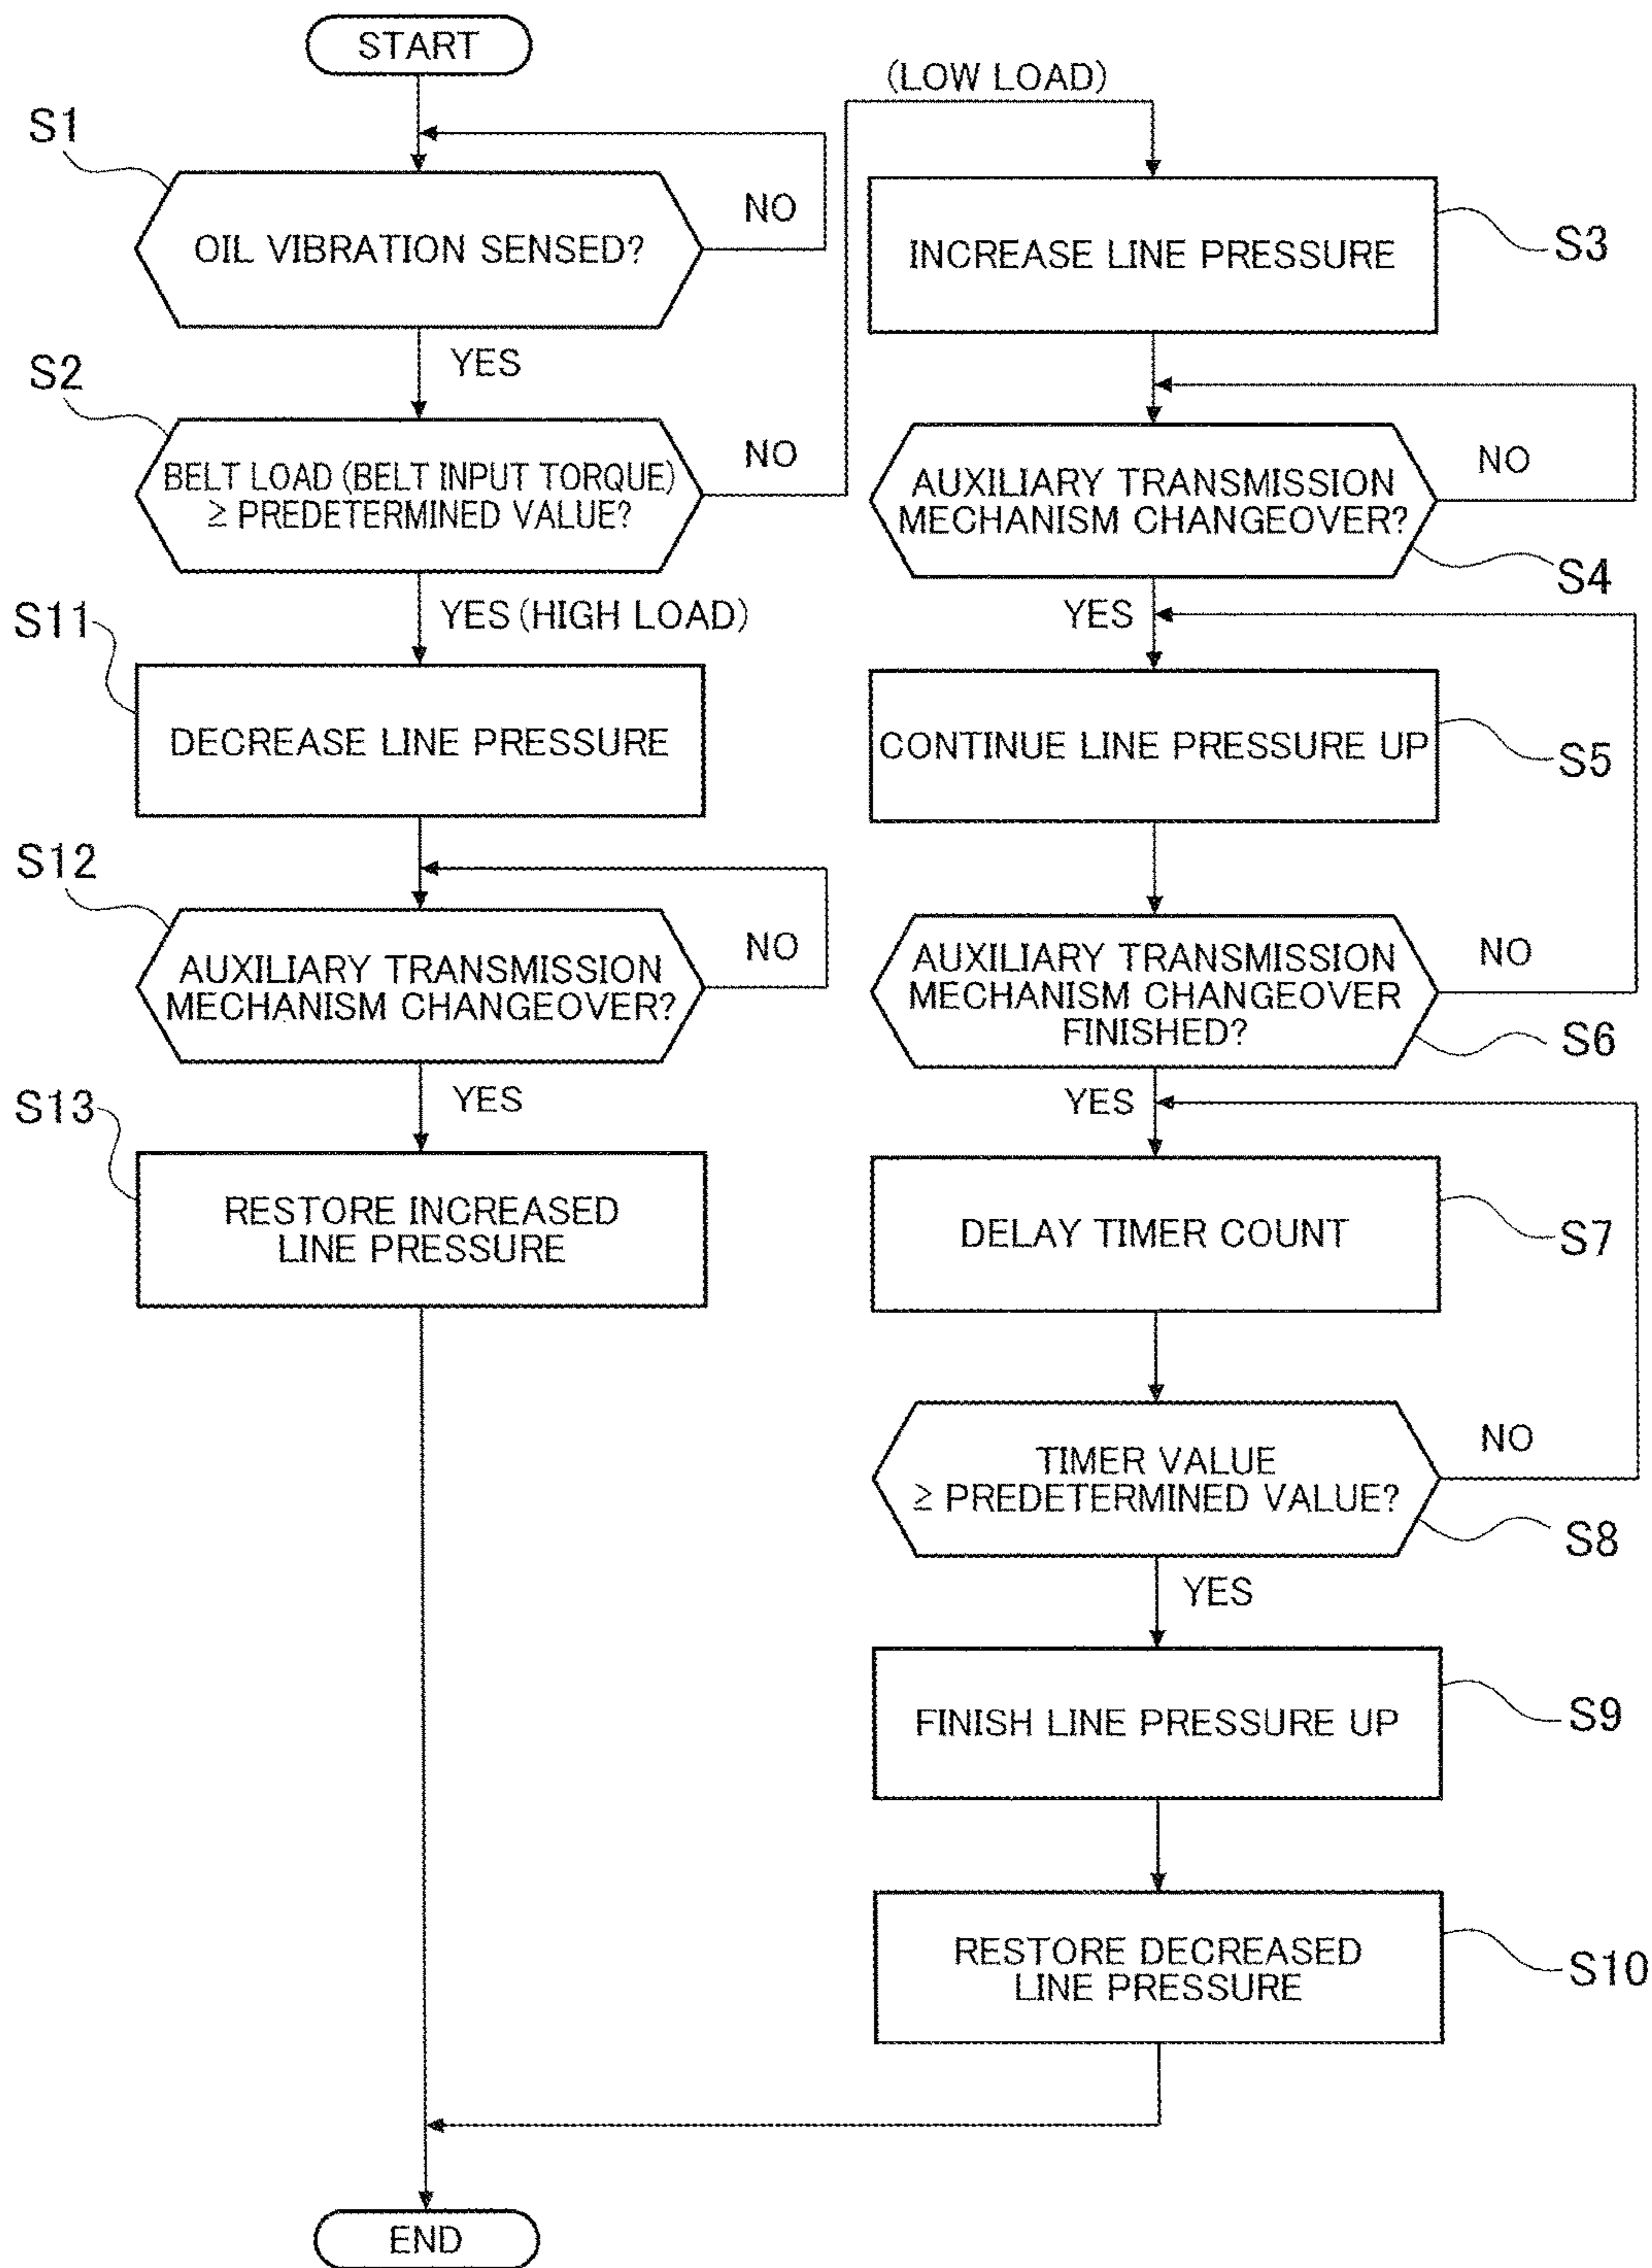 START
S1
OIL VIBRATION SENSED?
NO
YES
S2
BELT LOAD (BELT INPUT TORQUE)
≥ PREDETERMINED VALUE?
NO
(LOW LOAD)
YES (HIGH LOAD)
S11
DECREASE LINE PRESSURE
S12
AUXILIARY TRANSMISSION
MECHANISM CHANGEOVER?
NO
YES
S13
RESTORE INCREASED
LINE PRESSURE
INCREASE LINE PRESSURE
S3
AUXILIARY TRANSMISSION
MECHANISM CHANGEOVER?
NO
S4
YES
CONTINUE LINE PRESSURE UP
S5
AUXILIARY TRANSMISSION
MECHANISM CHANGEOVER
FINISHED?
NO
S6
YES
DELAY TIMER COUNT
S7
TIMER VALUE
≥ PREDETERMINED VALUE?
NO
S8
YES
FINISH LINE PRESSURE UP
S9
RESTORE DECREASED
LINE PRESSURE
S10
END